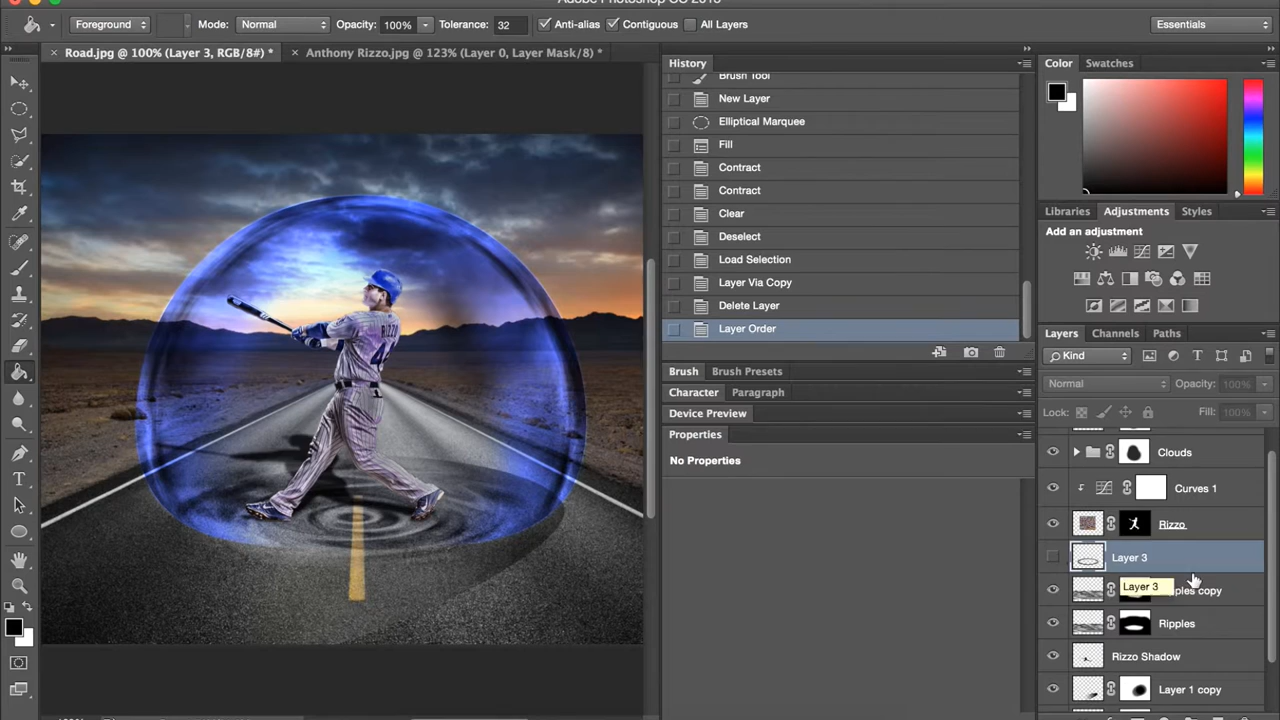 Adobe Photoshop CC 2015
Foreground Mode: Normal Opacity: 100% Tolerance: 32 Anti-alias Contiguous All Layers Essentials
Road.jpg @ 100% (Layer 3, RGB/8#) * Anthony Rizzo.jpg @ 123% (Layer 0, Layer Mask/8) *
History
Brush Tool
New Layer
Elliptical Marquee
Fill
Contract
Contract
Clear
Deselect
Load Selection
Layer Via Copy
Delete Layer
Layer Order
Brush Brush Presets
Character Paragraph
Device Preview
Properties
No Properties
Color Swatches
Libraries Adjustments Styles
Add an adjustment
Layers Channels Paths
Kind
Normal Opacity: 100%
Lock: Fill: 100%
Clouds
Curves 1
Rizzo
Layer 3
Layer 3
ples copy
Ripples
Rizzo Shadow
Layer 1 copy
RIZZO